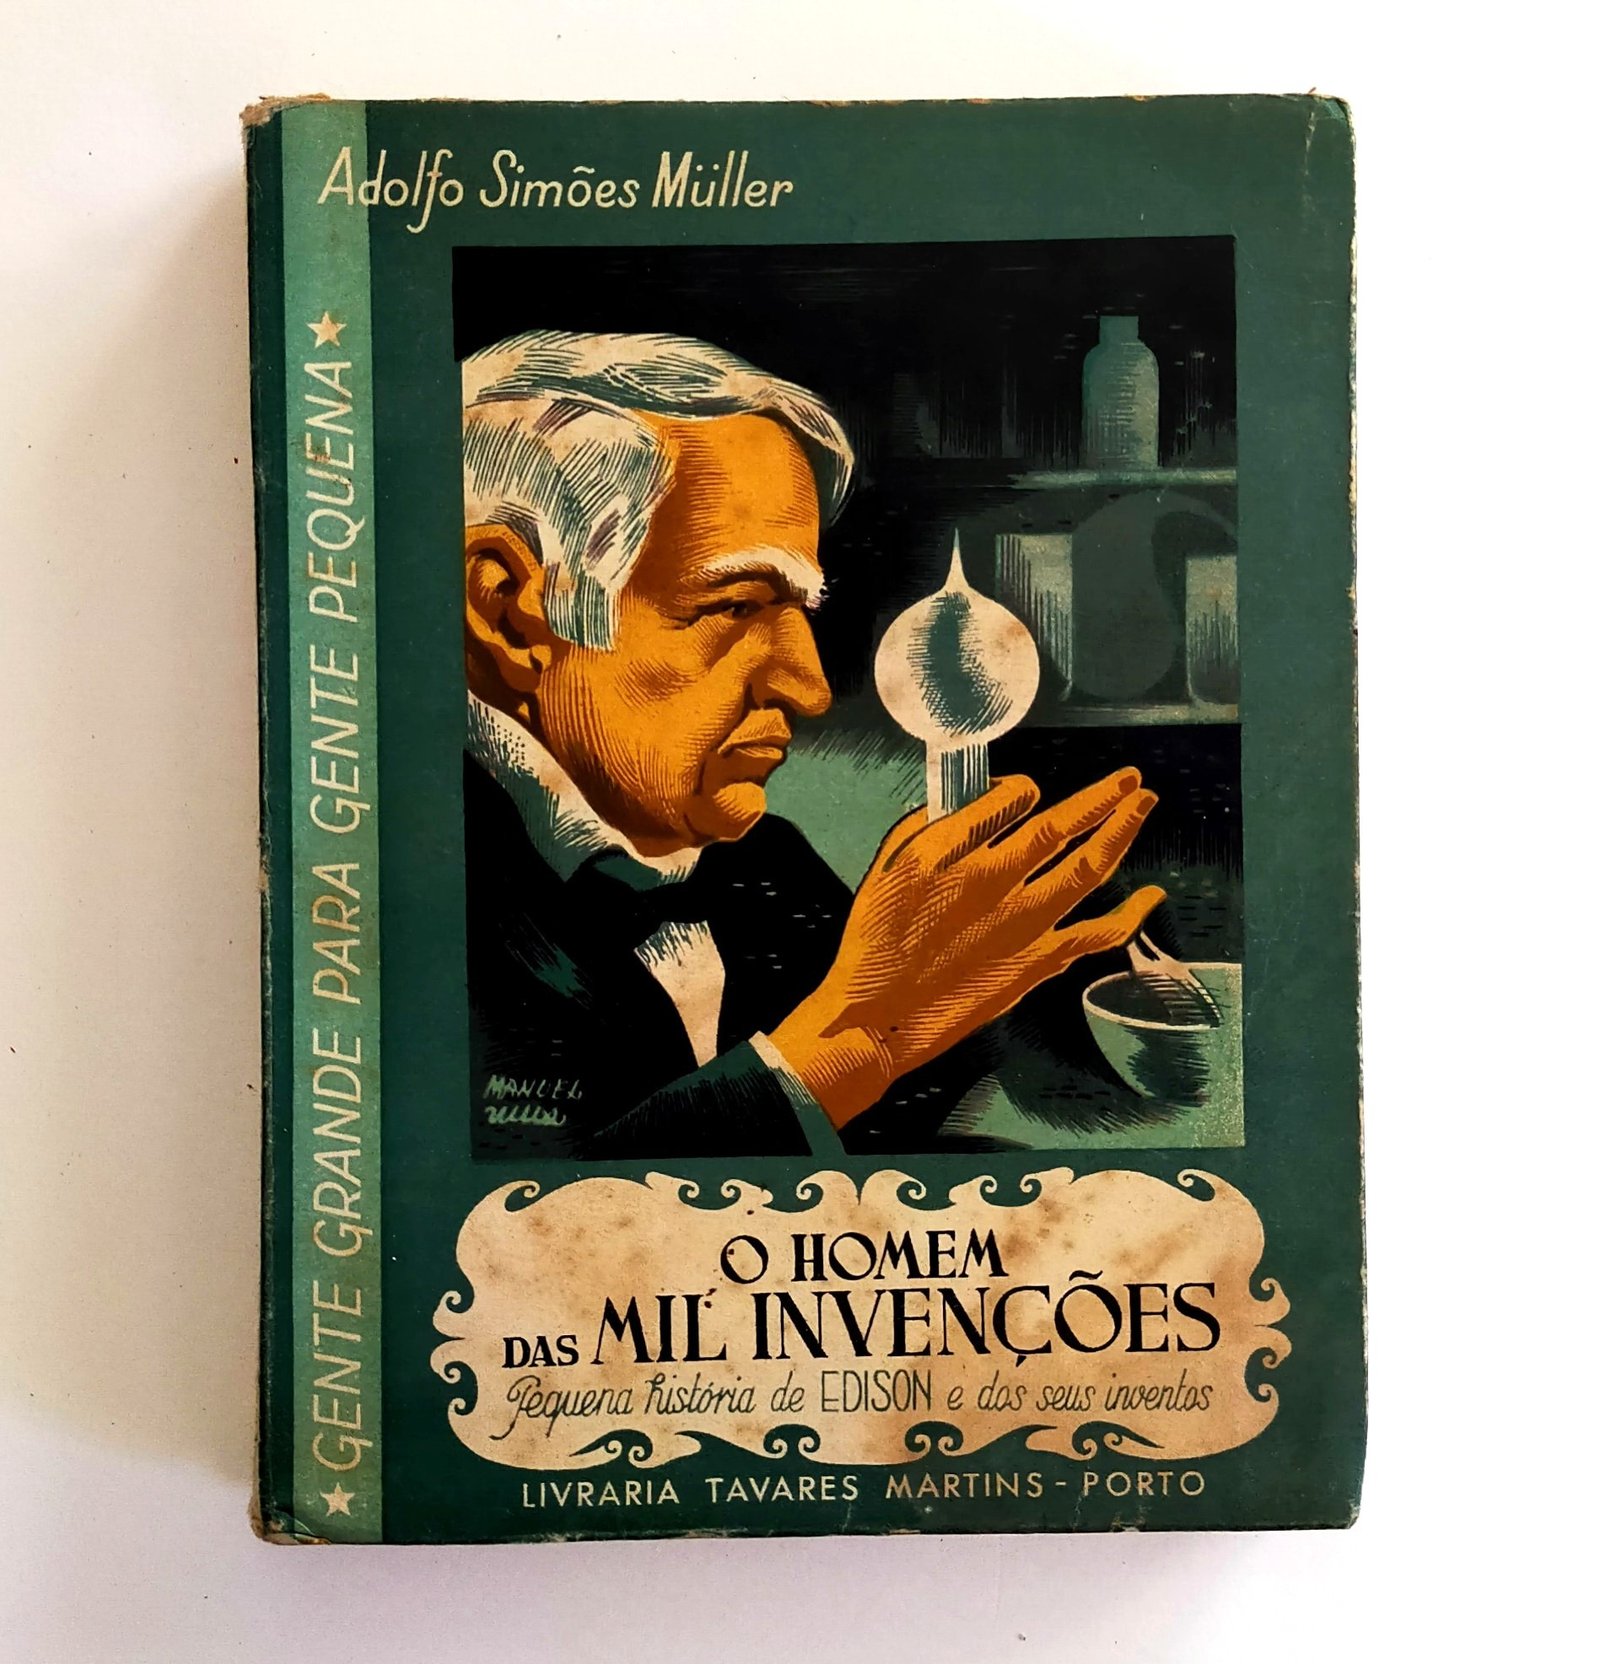 Adolfo Simões Müller
GENTE GRANDE PARA GENTE PEQUENA
MANUEL
O HOMEM
DAS MIL INVENÇÕES
Pequena história de EDISON e dos seus inventos
LIVRARIA TAVARES MARTINS - PORTO